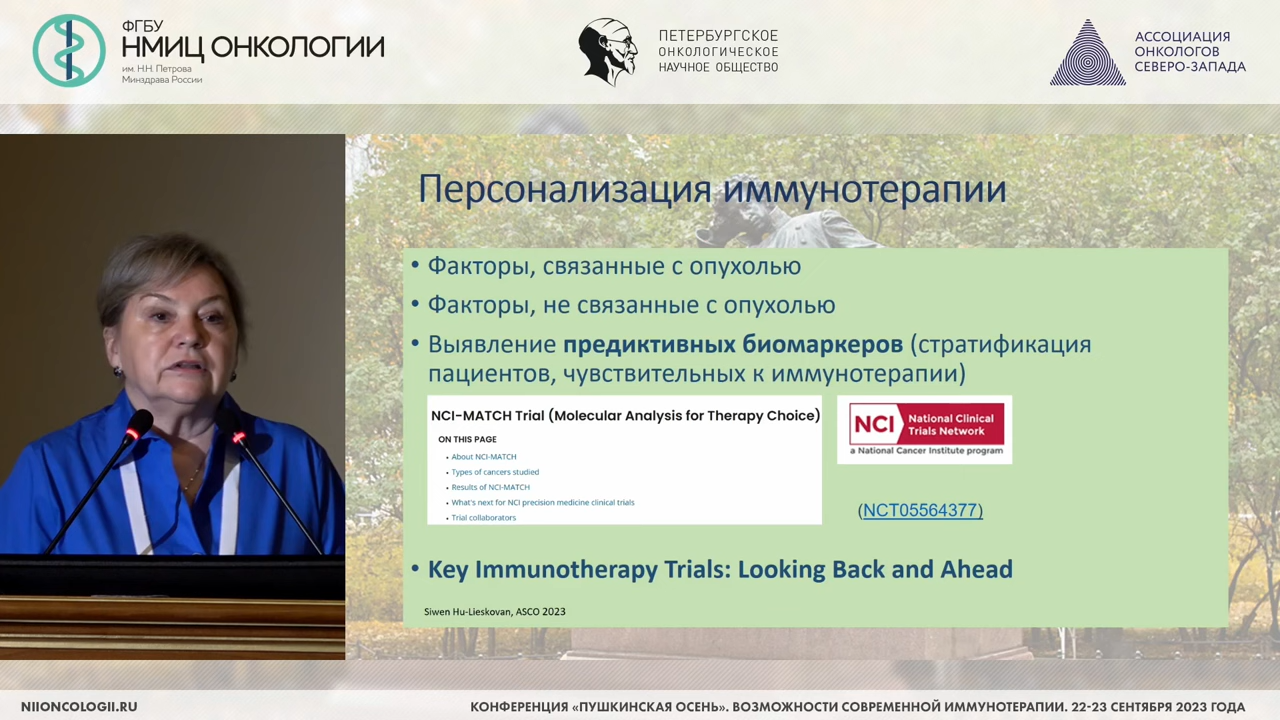 ФГБУ
НМИЦ ОНКОЛОГИИ
им. Н.Н. Петрова
Минздрава России
ПЕТЕРБУРГСКОЕ
ОНКОЛОГИЧЕСКОЕ
НАУЧНОЕ ОБЩЕСТВО
АССОЦИАЦИЯ
ОНКОЛОГОВ
СЕВЕРО-ЗАПАДА
Персонализация иммунотерапии
• Факторы, связанные с опухолью
• Факторы, не связанные с опухолью
• Выявление предиктивных биомаркеров (стратификация
пациентов, чувствительных к иммунотерапии)
NCI-MATCH Trial (Molecular Analysis for Therapy Choice)
ON THIS PAGE
• About NCI-MATCH
• Types of cancers studied
• Results of NCI-MATCH
• What's next for NCI precision medicine clinical trials
• Trial collaborators
NCI National Clinical
Trials Network
a National Cancer Institute program
(NCT05564377)
• Key Immunotherapy Trials: Looking Back and Ahead
Siwen Hu-Lieskovan, ASCO 2023
NIIONCOLOGII.RU
КОНФЕРЕНЦИЯ «ПУШКИНСКАЯ ОСЕНЬ». ВОЗМОЖНОСТИ СОВРЕМЕННОЙ ИММУНОТЕРАПИИ. 22-23 СЕНТЯБРЯ 2023 ГОДА